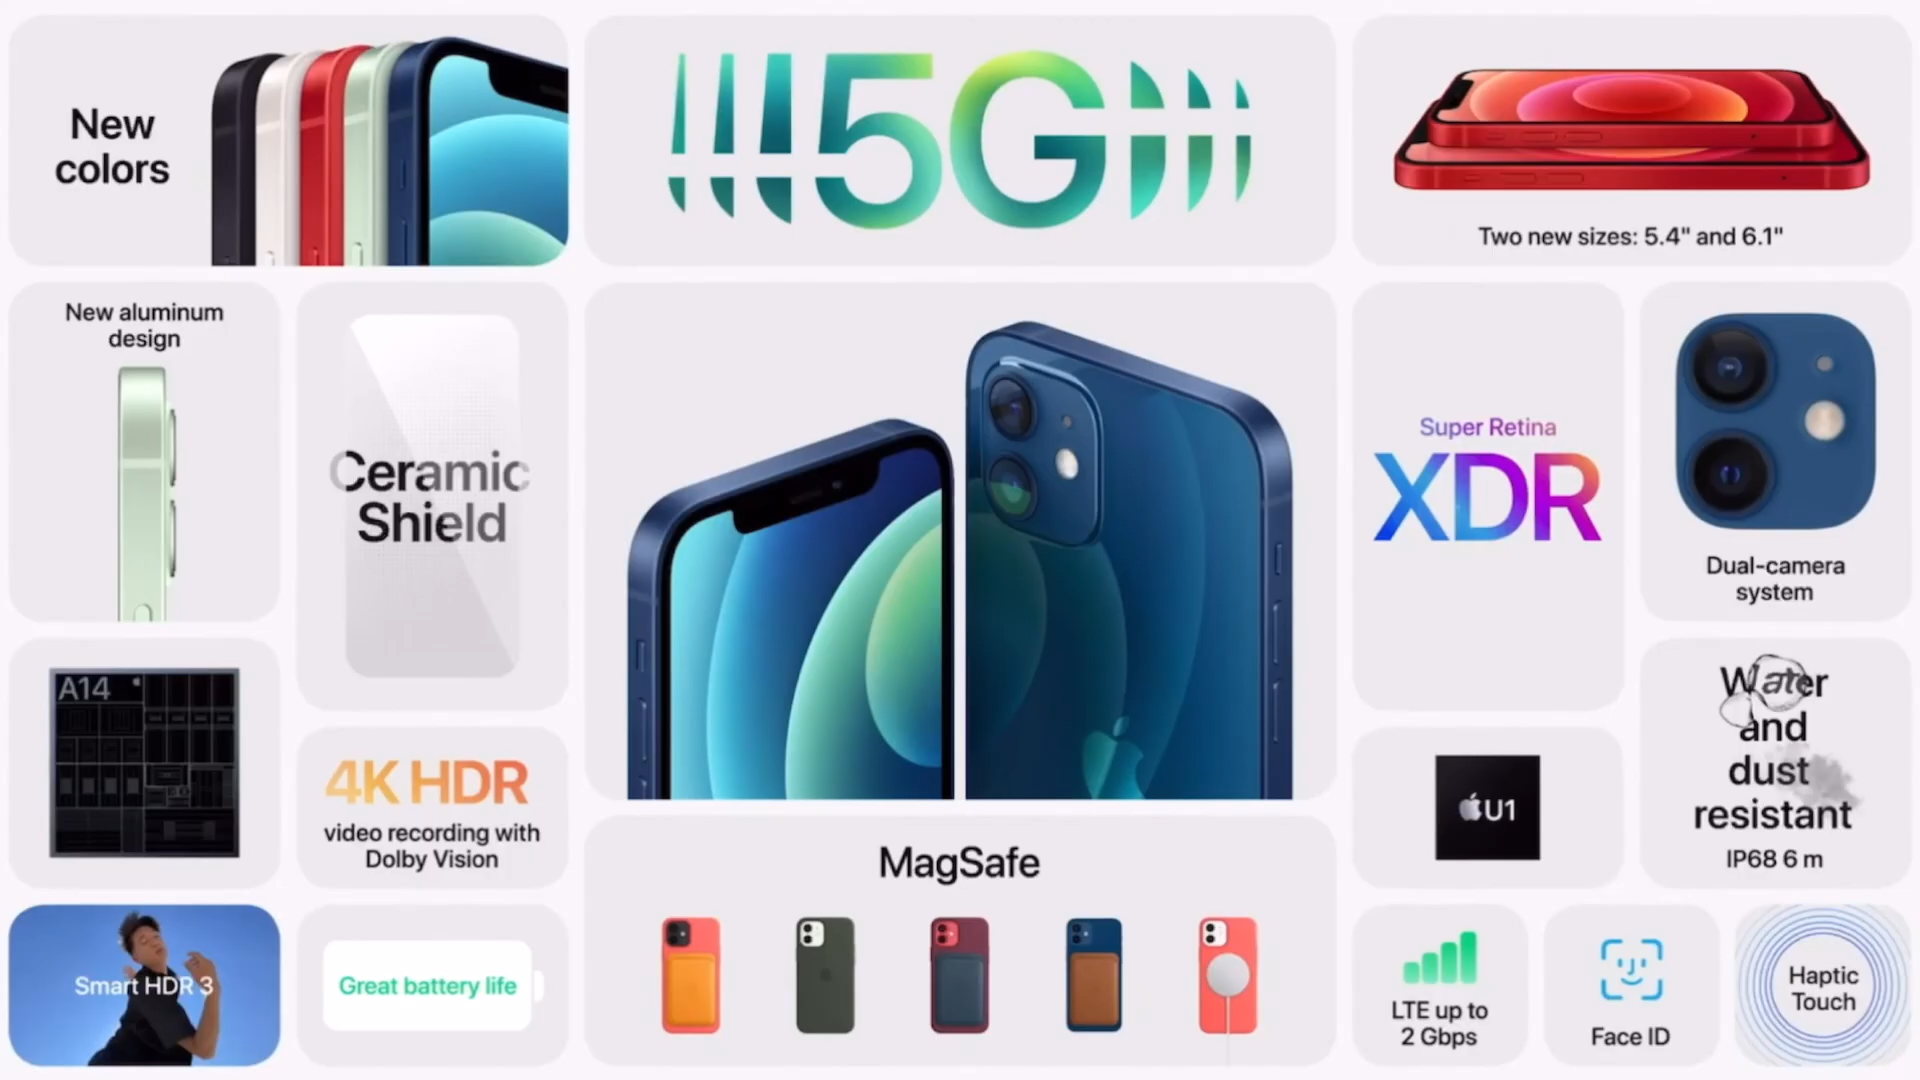 New
colors
5G
Two new sizes: 5.4" and 6.1"
New aluminum
design
Ceramic
Shield
Super Retina
XDR
Dual-camera
system
A14
4K HDR
video recording with
Dolby Vision
MagSafe
U1
Water
and
dust
resistant
IP68 6 m
Smart HDR 3
Great battery life
LTE up to
2 Gbps
Face ID
Haptic
Touch